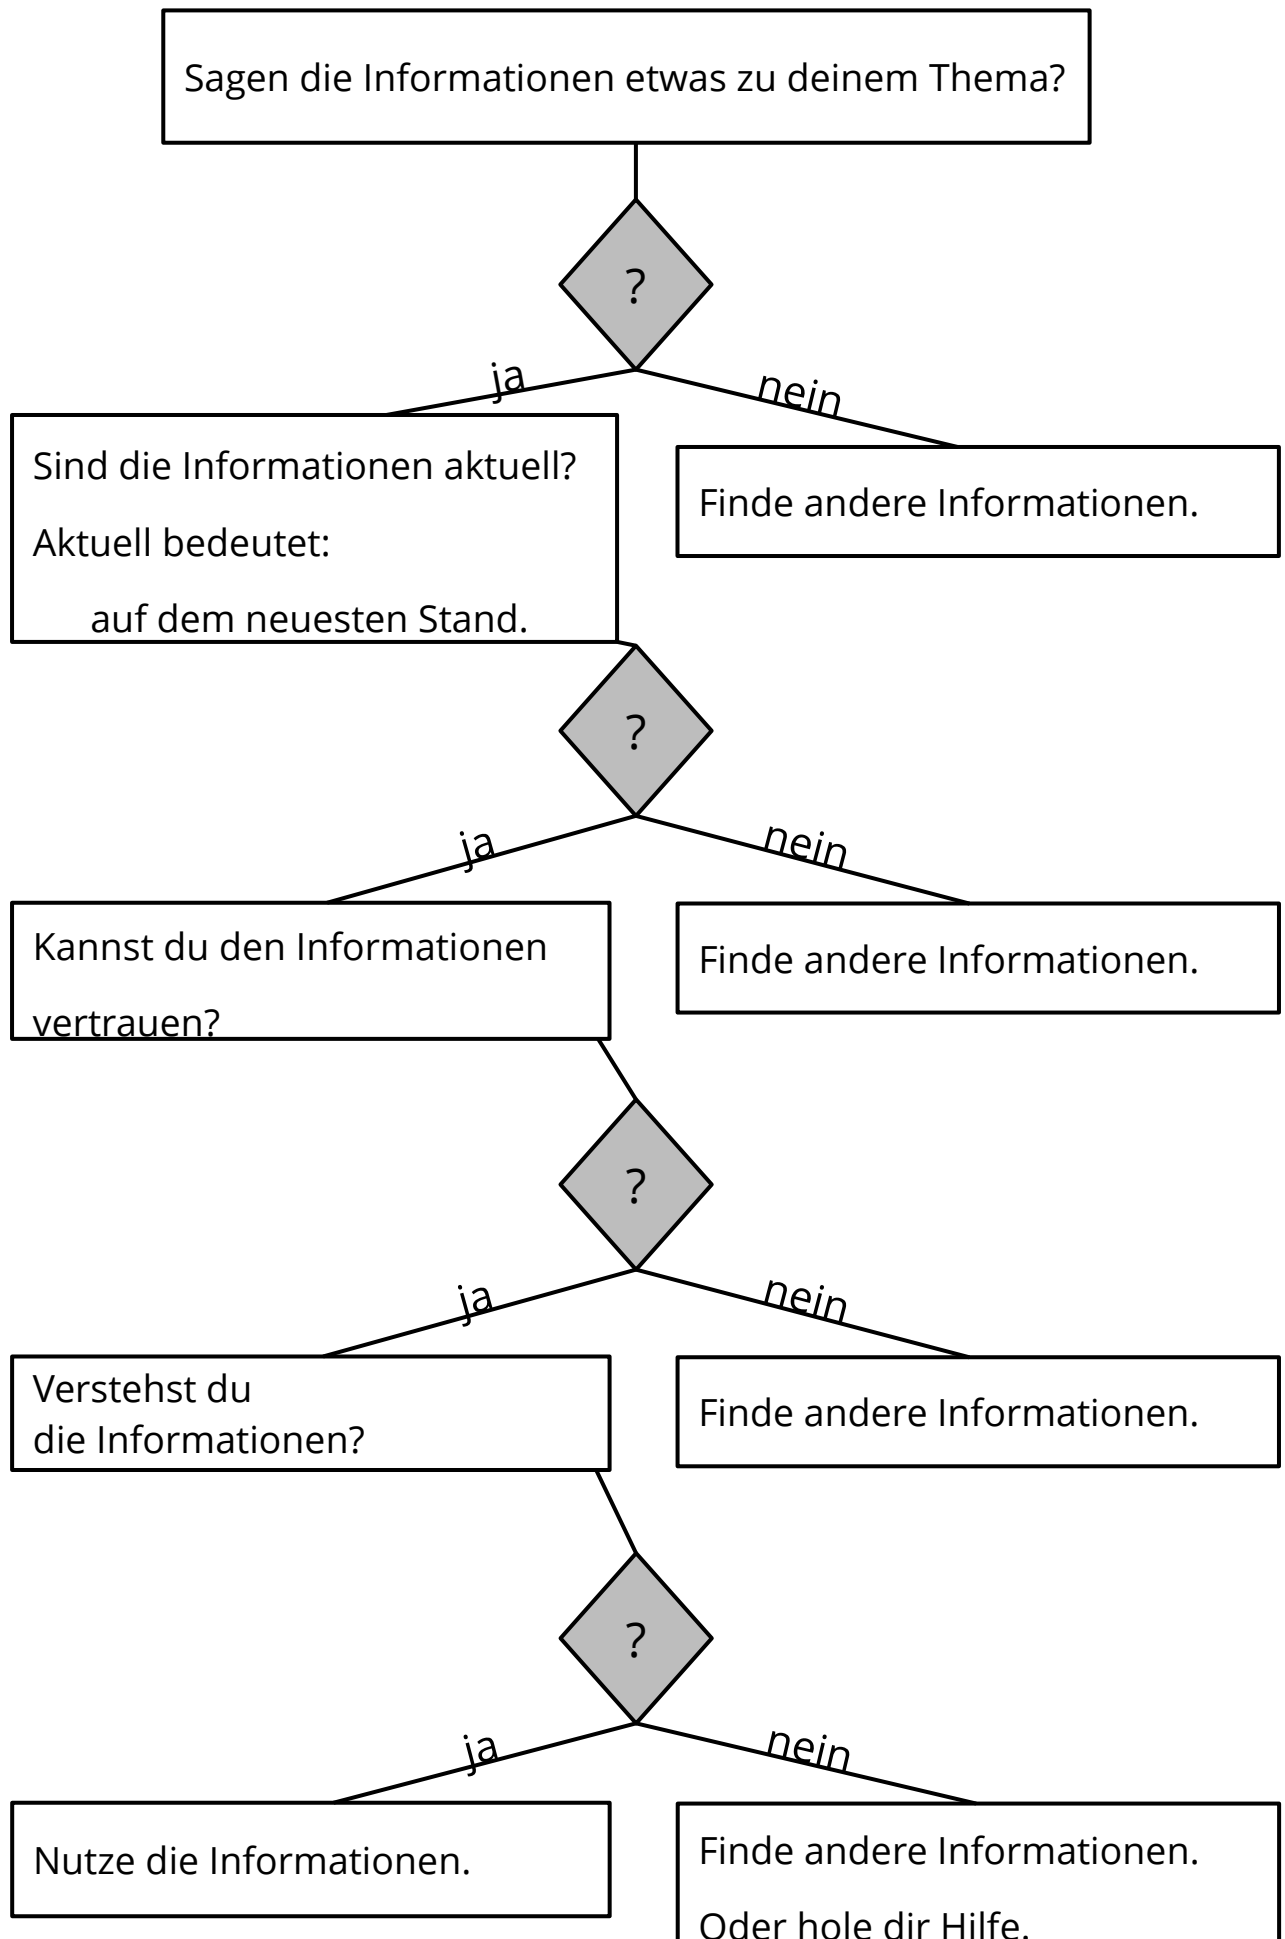 Sagen die Informationen etwas zu deinem Thema?
?
ja
nein
Sind die Informationen aktuell?
Aktuell bedeutet:
auf dem neuesten Stand.
Finde andere Informationen.
?
ja
nein
Kannst du den Informationen
vertrauen?
Finde andere Informationen.
?
ja
nein
Verstehst du
die Informationen?
Finde andere Informationen.
?
ja
nein
Nutze die Informationen.
Finde andere Informationen.
Oder hole dir Hilfe.